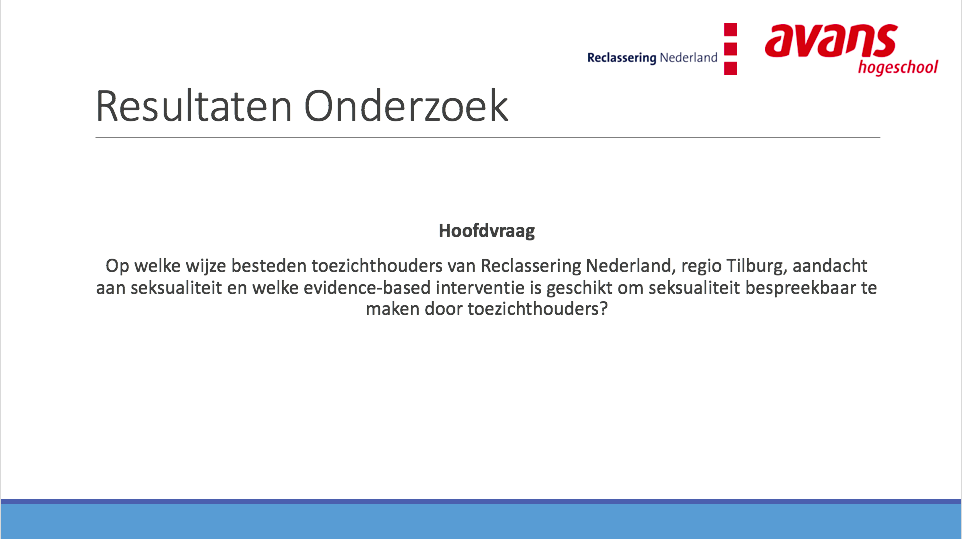 Reclassering Nederland
avans
hogeschool
Resultaten Onderzoek
Hoofdvraag
Op welke wijze besteden toezichthouders van Reclassering Nederland, regio Tilburg, aandacht
aan seksualiteit en welke evidence-based interventie is geschikt om seksualiteit bespreekbaar te
maken door toezichthouders?